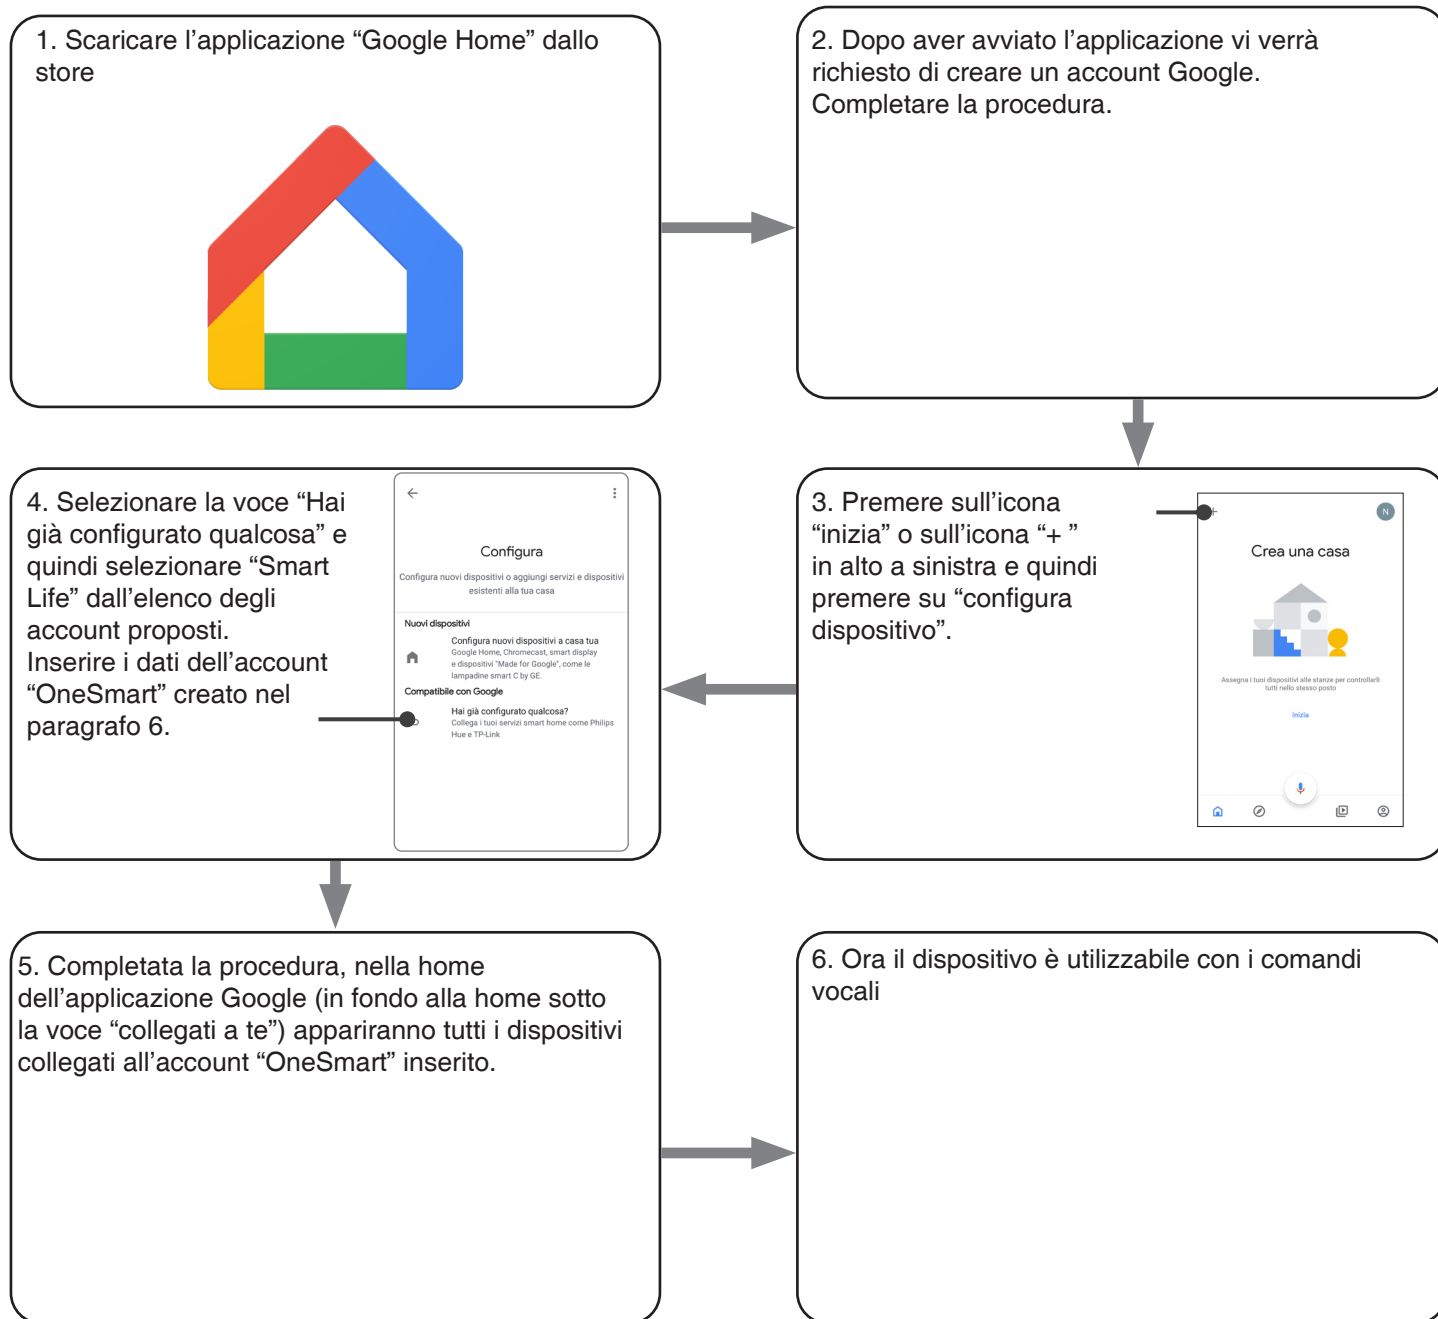 1. Scaricare l’applicazione “Google Home” dallo
store
2. Dopo aver avviato l’applicazione vi verrà
richiesto di creare un account Google.
Completare la procedura.
3. Premere sull’icona
“inizia” o sull’icona “+ ”
in alto a sinistra e quindi
premere su “configura
dispositivo”.
+
N
Crea una casa
Assegna i tuoi dispositivi alle stanze per controllarli
tutti nello stesso posto
Inizia
4. Selezionare la voce “Hai
già configurato qualcosa” e
quindi selezionare “Smart
Life” dall’elenco degli
account proposti.
Inserire i dati dell’account
“OneSmart” creato nel
paragrafo 6.
Configura
Configura nuovi dispositivi o aggiungi servizi e dispositivi
esistenti alla tua casa
Nuovi dispositivi
Configura nuovi dispositivi a casa tua
Google Home, Chromecast, smart display
e dispositivi "Made for Google", come le
lampadine smart C by GE.
Compatibile con Google
Hai già configurato qualcosa?
Collega i tuoi servizi smart home come Philips
Hue e TP-Link
5. Completata la procedura, nella home
dell’applicazione Google (in fondo alla home sotto
la voce “collegati a te”) appariranno tutti i dispositivi
collegati all’account “OneSmart” inserito.
6. Ora il dispositivo è utilizzabile con i comandi
vocali